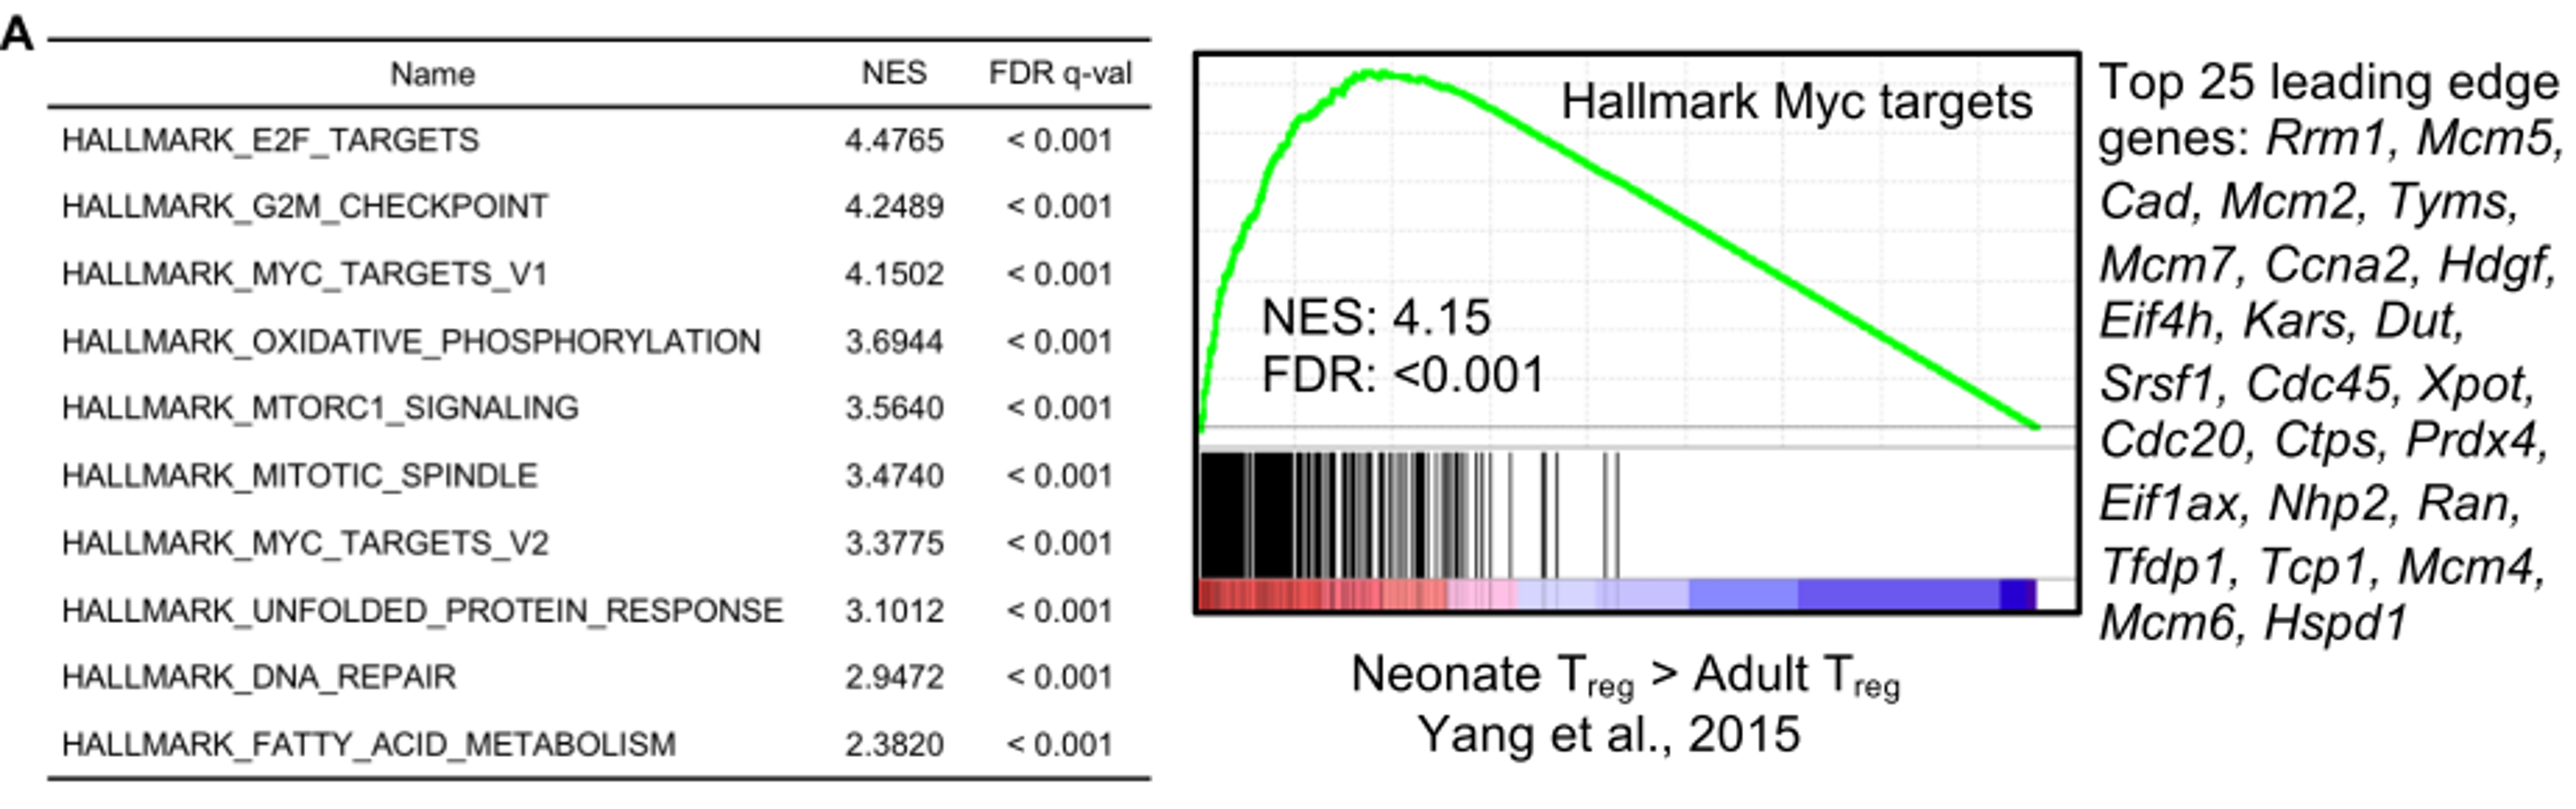 A
Name NES FDR q-val
HALLMARK_E2F_TARGETS 4.4765 < 0.001
HALLMARK_G2M_CHECKPOINT 4.2489 < 0.001
HALLMARK_MYC_TARGETS_V1 4.1502 < 0.001
HALLMARK_OXIDATIVE_PHOSPHORYLATION 3.6944 < 0.001
HALLMARK_MTORC1_SIGNALING 3.5640 < 0.001
HALLMARK_MITOTIC_SPINDLE 3.4740 < 0.001
HALLMARK_MYC_TARGETS_V2 3.3775 < 0.001
HALLMARK_UNFOLDED_PROTEIN_RESPONSE 3.1012 < 0.001
HALLMARK_DNA_REPAIR 2.9472 < 0.001
HALLMARK_FATTY_ACID_METABOLISM 2.3820 < 0.001
Hallmark Myc targets
NES: 4.15
FDR: <0.001
Neonate Treg > Adult Treg
Yang et al., 2015
Top 25 leading edge
genes: Rrm1, Mcm5,
Cad, Mcm2, Tyms,
Mcm7, Ccna2, Hdgf,
Eif4h, Kars, Dut,
Srsf1, Cdc45, Xpot,
Cdc20, Ctps, Prdx4,
Eif1ax, Nhp2, Ran,
Tfdp1, Tcp1, Mcm4,
Mcm6, Hspd1